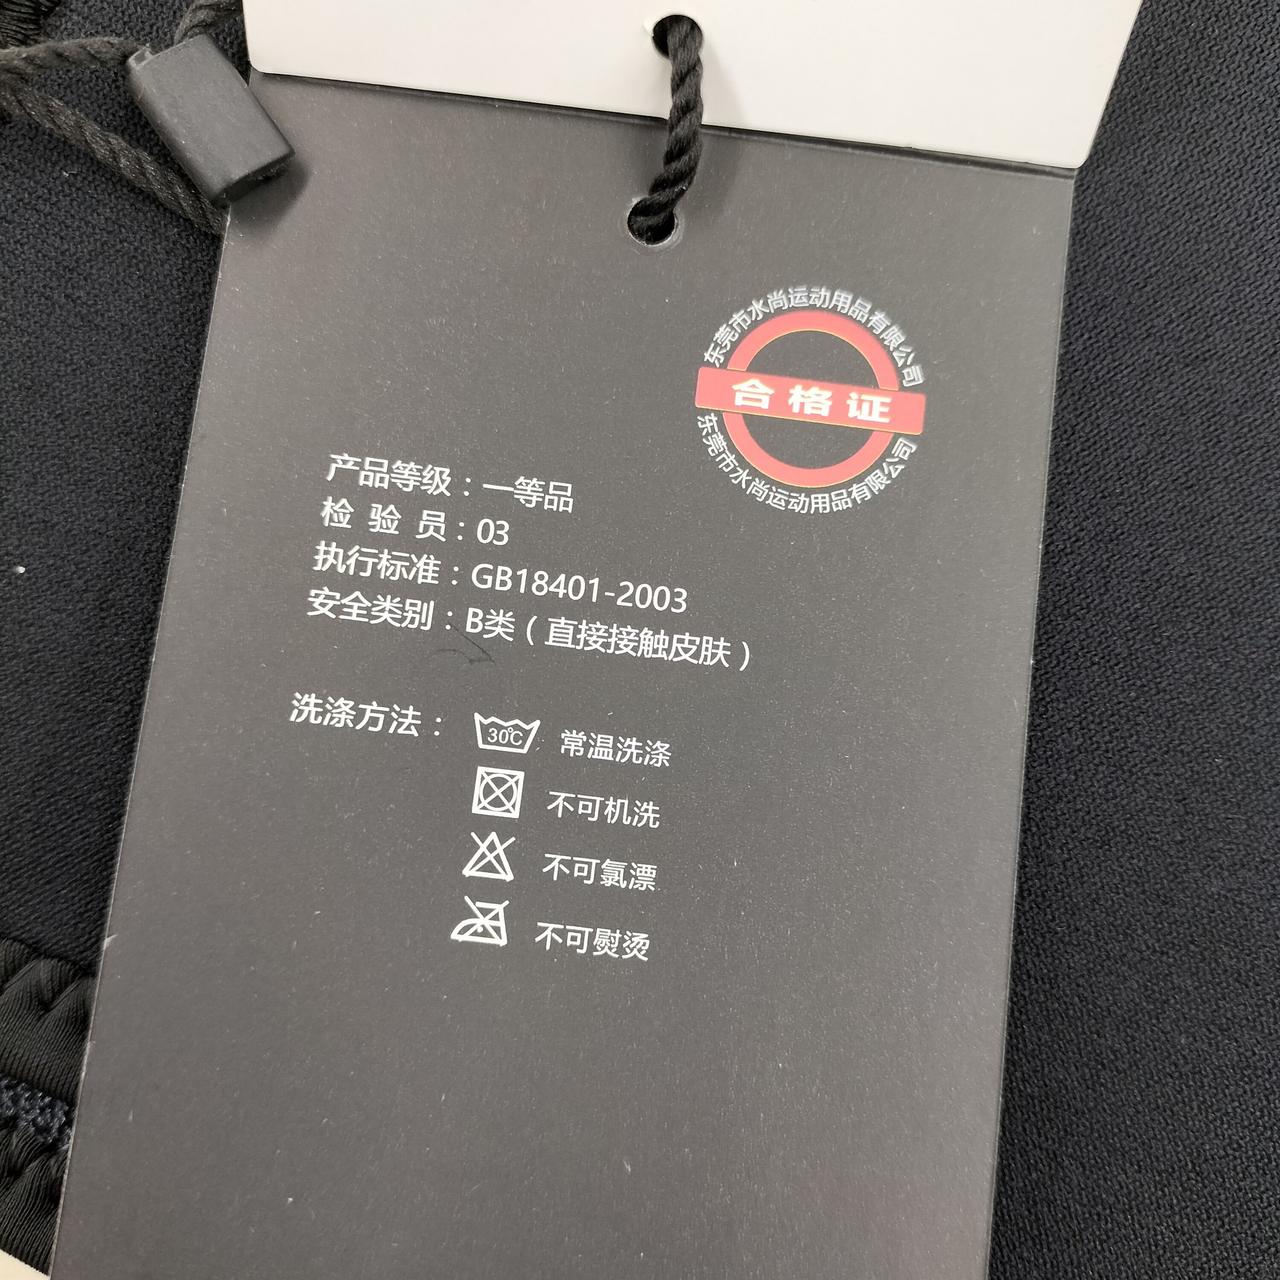 东莞市水尚运动用品有限公司
合格证
东莞市水尚运动用品有限公司
产品等级：一等品
检验员：03
执行标准：GB18401-2003
安全类别：B类（直接接触皮肤）
洗涤方法：
30℃ 常温洗涤
不可机洗
不可氯漂
不可熨烫